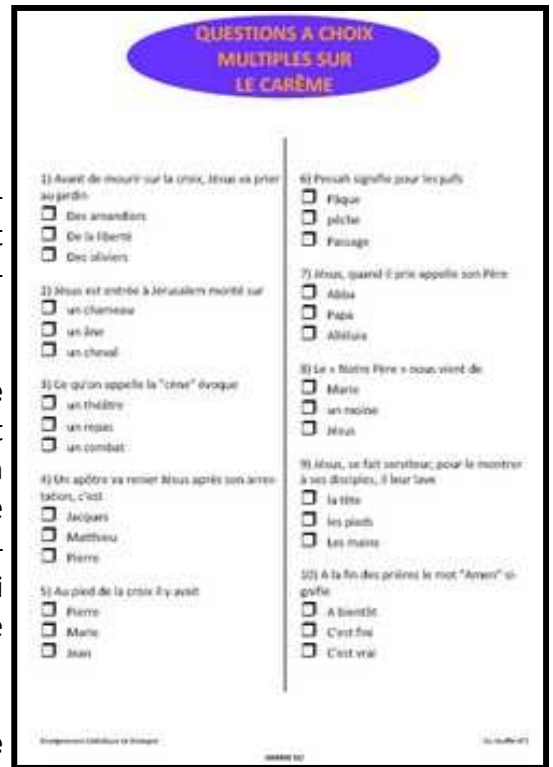 QUESTIONS A CHOIX
MULTIPLES SUR
LE CARÊME
1) Avant de mourir sur la croix, Jésus va prier
au jardin
Des amandiers
De la liberté
Des oliviers
2) Jésus est entrée à Jérusalem monté sur
un chameau
un âne
un cheval
3) Ce qu'on appelle la "cène" évoque
un théâtre
un repas
un combat
4) Un apôtre va renier Jésus après son arres-
tation, c'est
Jacques
Matthieu
Pierre
5) Au pied de la croix il y avait
Pierre
Marie
Jean
6) Pessah signifie pour les juifs
Pâque
pêche
Passage
7) Jésus, quand il prie appelle son Père
Abba
Papa
Alléluia
8) Le « Notre Père » nous vient de
Marie
un moine
Jésus
9) Jésus, se fait serviteur, pour le montrer
à ses disciples, il leur lave
la tête
les pieds
Les mains
10) A la fin des prières le mot "Amen" si-
gnifie
A bientôt
C'est fini
C'est vrai